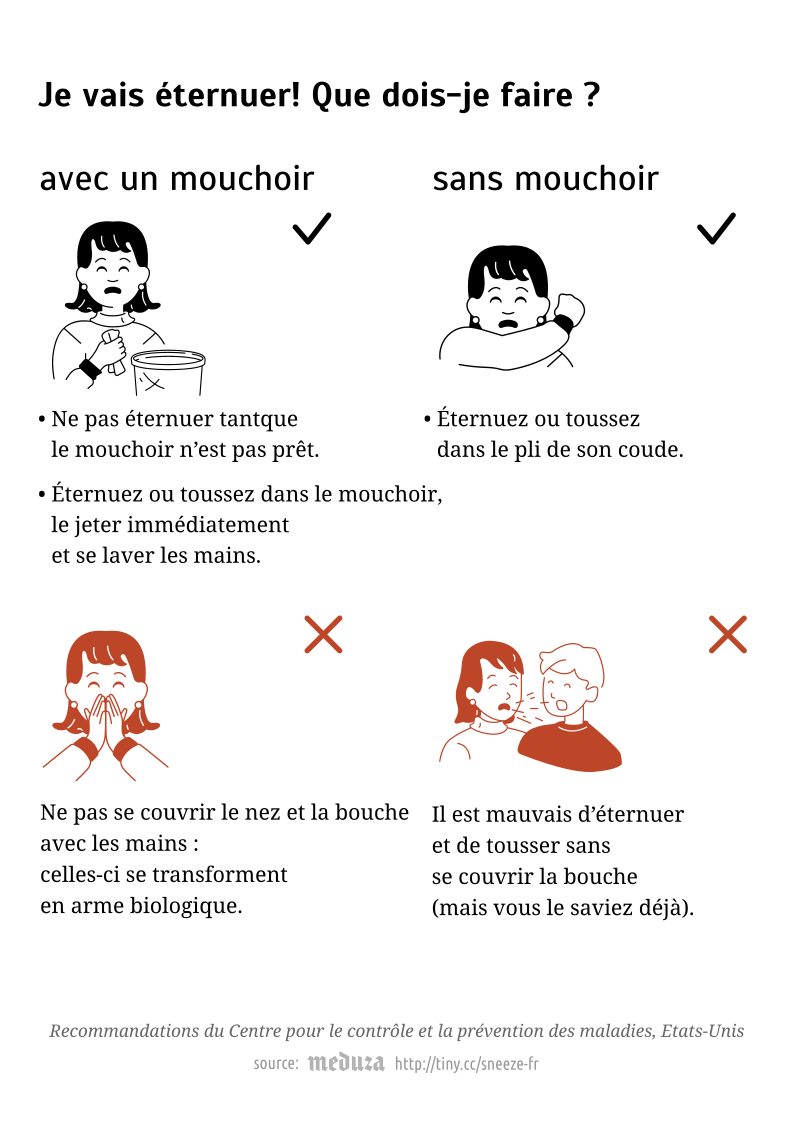 Je vais éternuer! Que dois-je faire ?
avec un mouchoir
• Ne pas éternuer tantque
le mouchoir n’est pas prêt.
• Éternuez ou toussez dans le mouchoir,
le jeter immédiatement
et se laver les mains.
sans mouchoir
• Éternuez ou toussez
dans le pli de son coude.
Ne pas se couvrir le nez et la bouche
avec les mains :
celles-ci se transforment
en arme biologique.
Il est mauvais d’éternuer
et de tousser sans
se couvrir la bouche
(mais vous le saviez déjà).
Recommandations du Centre pour le contrôle et la prévention des maladies, Etats-Unis
source: meduza http://tiny.cc/sneeze-fr